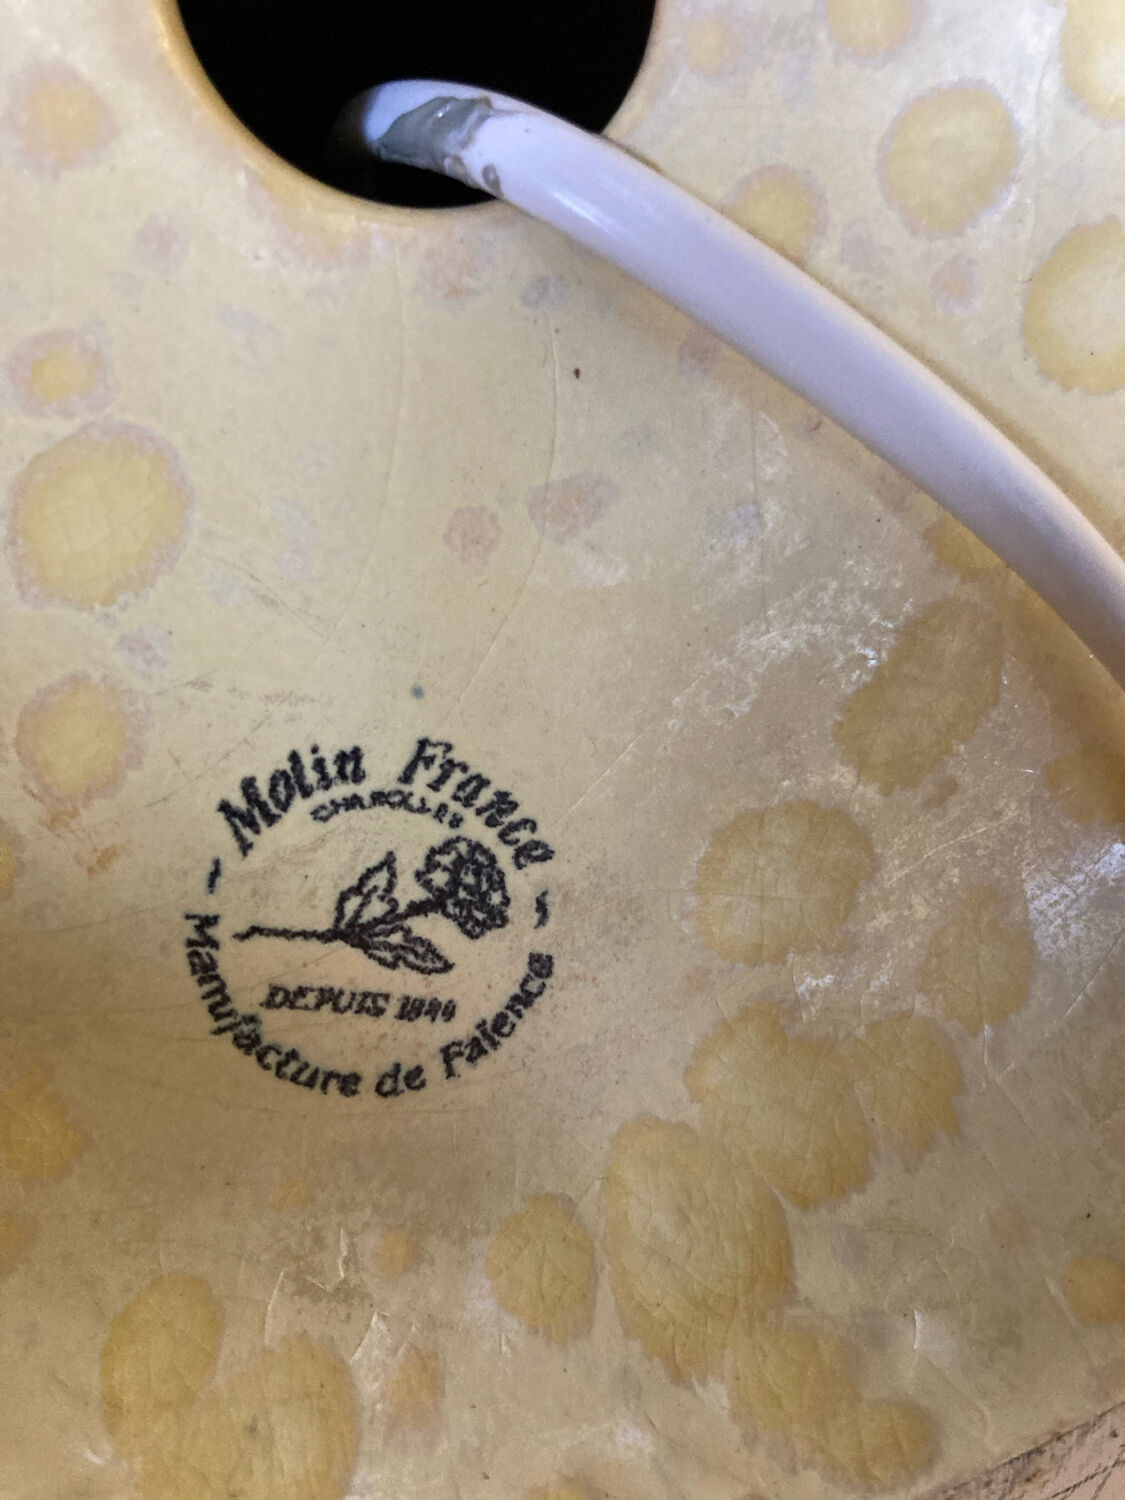 Molin France
CHAROLLES
DEPUIS 1844
Manufacture de Faïence